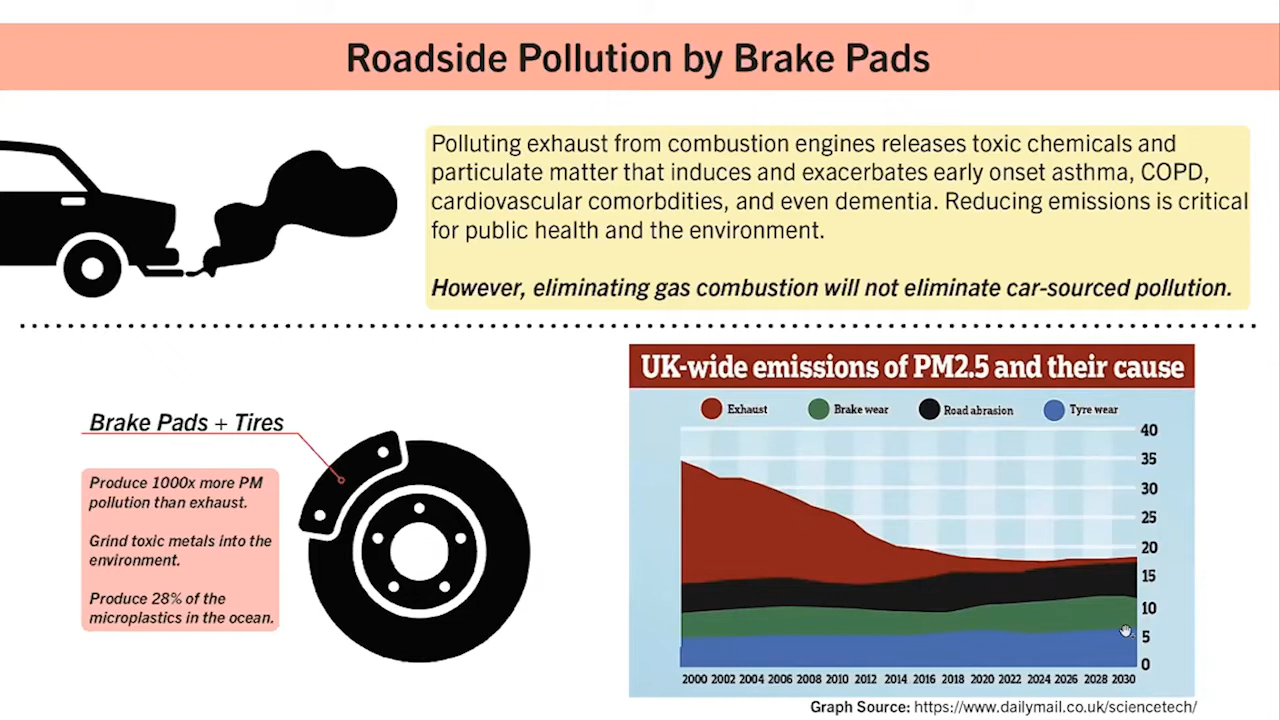 Roadside Pollution by Brake Pads
Polluting exhaust from combustion engines releases toxic chemicals and
particulate matter that induces and exacerbates early onset asthma, COPD,
cardiovascular comorbdities, and even dementia. Reducing emissions is critical
for public health and the environment.
However, eliminating gas combustion will not eliminate car-sourced pollution.
Brake Pads + Tires
Produce 1000x more PM
pollution than exhaust.
Grind toxic metals into the
environment.
Produce 28% of the
microplastics in the ocean.
UK-wide emissions of PM2.5 and their cause
Exhaust Brake wear Road abrasion Tyre wear
40
35
30
25
20
15
10
5
0
2000 2002 2004 2006 2008 2010 2012 2014 2016 2018 2020 2022 2024 2026 2028 2030
Graph Source: https://www.dailymail.co.uk/sciencetech/